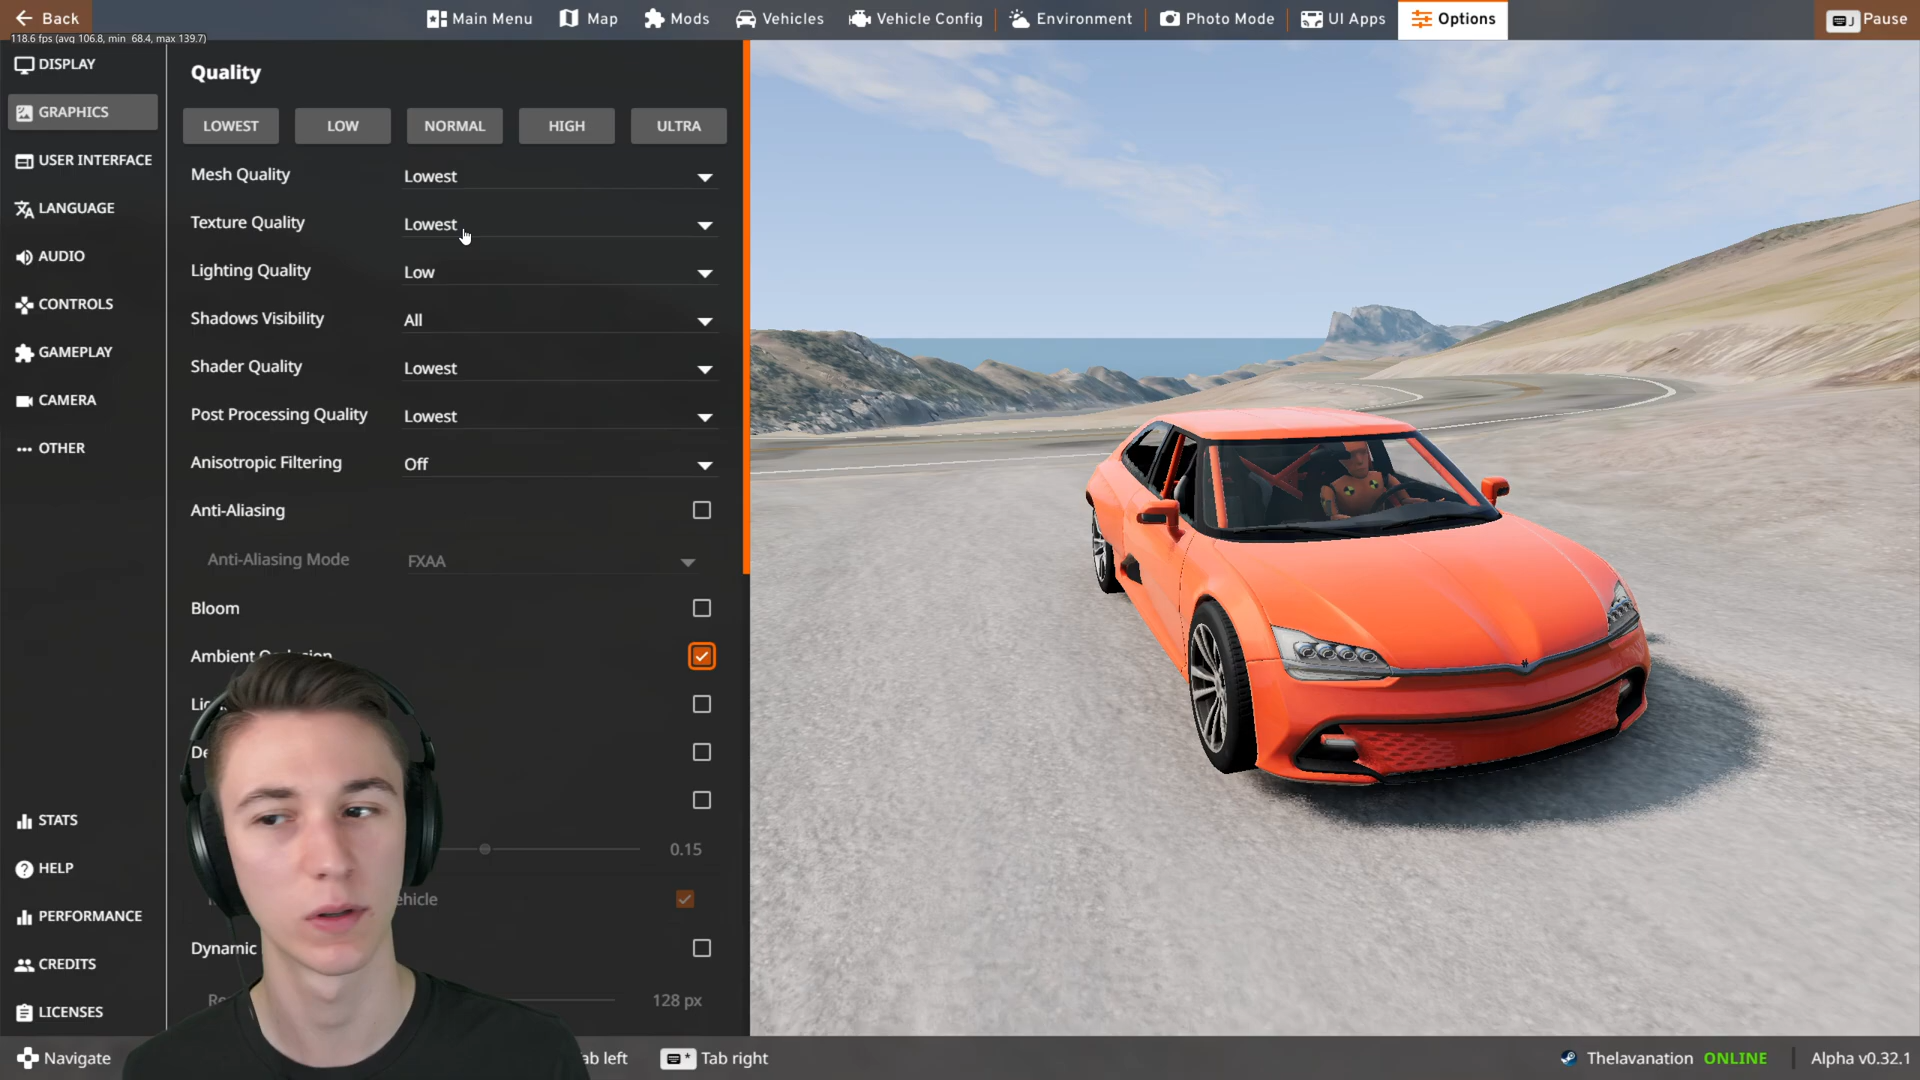 Back
Main Menu
Map
Mods
Vehicles
Vehicle Config
Environment
Photo Mode
UI Apps
Options
J
Pause
118.6 fps (avg 106.8, min 68.4, max 139.7)
DISPLAY
GRAPHICS
USER INTERFACE
LANGUAGE
AUDIO
CONTROLS
GAMEPLAY
CAMERA
OTHER
STATS
HELP
PERFORMANCE
CREDITS
LICENSES
Quality
LOWEST
LOW
NORMAL
HIGH
ULTRA
Mesh Quality
Lowest
Texture Quality
Lowest
Lighting Quality
Low
Shadows Visibility
All
Shader Quality
Lowest
Post Processing Quality
Lowest
Anisotropic Filtering
Off
Anti-Aliasing
Anti-Aliasing Mode
FXAA
Bloom
Ambient
0.15
ehicle
Dynamic
128 px
Navigate
ab left
Tab right
Thelavanation ONLINE
Alpha v0.32.1